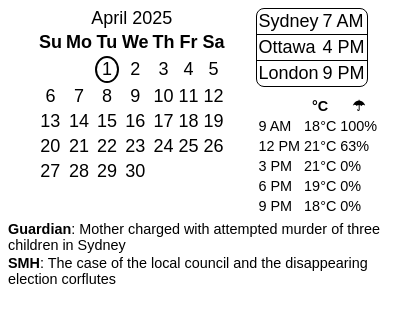 April 2025
Su Mo Tu We Th Fr Sa
1 2 3 4 5
6 7 8 9 10 11 12
13 14 15 16 17 18 19
20 21 22 23 24 25 26
27 28 29 30
Sydney 7 AM
Ottawa 4 PM
London 9 PM
°C ☂
9 AM 18°C 100%
12 PM 21°C 63%
3 PM 21°C 0%
6 PM 19°C 0%
9 PM 18°C 0%
Guardian: Mother charged with attempted murder of three
children in Sydney
SMH: The case of the local council and the disappearing
election corflutes